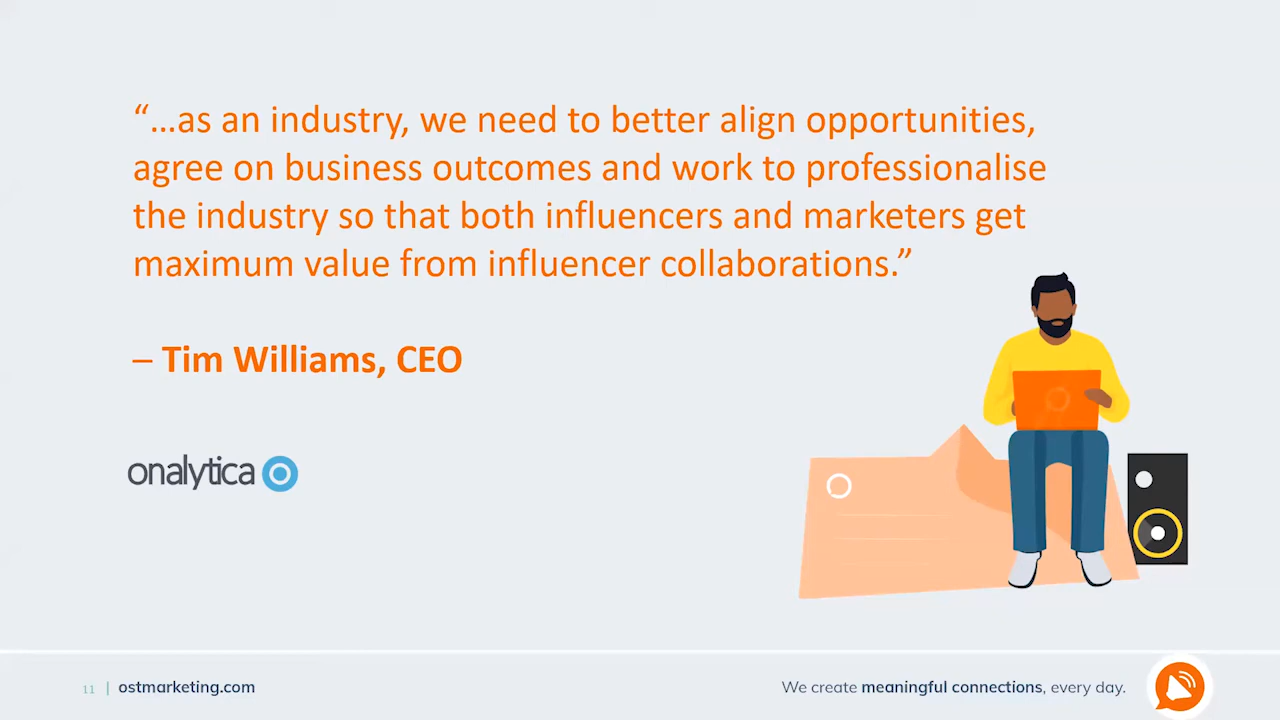 “...as an industry, we need to better align opportunities,
agree on business outcomes and work to professionalise
the industry so that both influencers and marketers get
maximum value from influencer collaborations.”
– Tim Williams, CEO
onalytica
11 | ostmarketing.com
We create meaningful connections, every day.